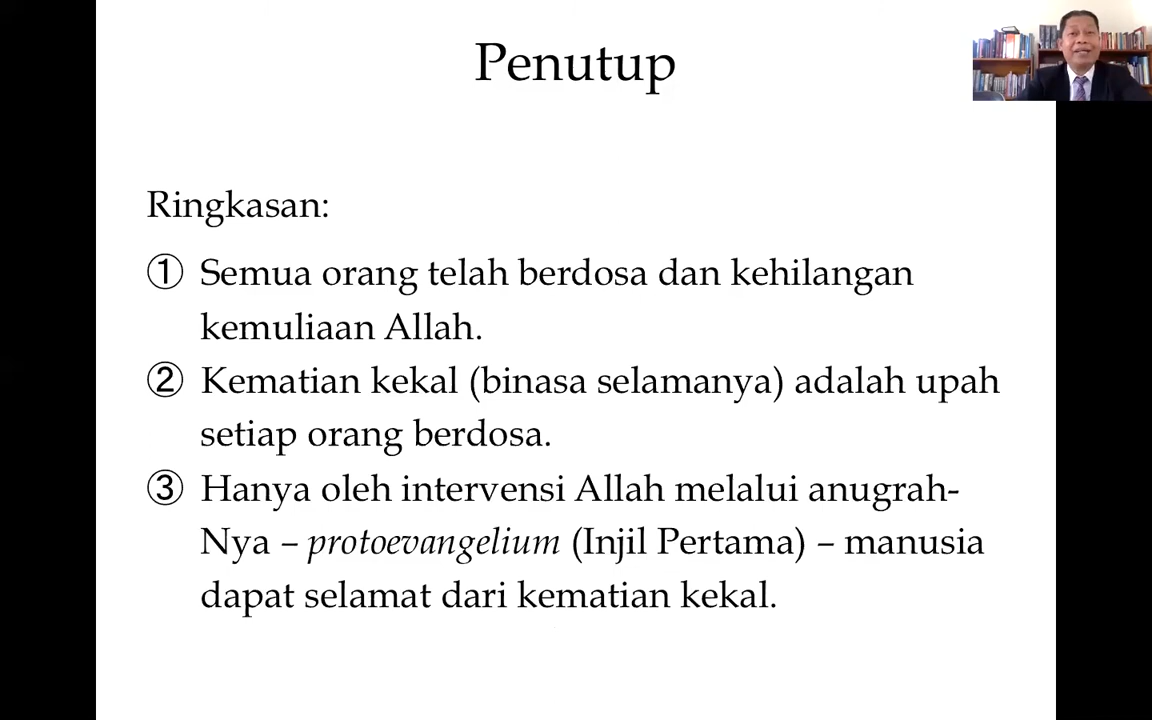 Penutup
Ringkasan:
① Semua orang telah berdosa dan kehilangan
kemuliaan Allah.
② Kematian kekal (binasa selamanya) adalah upah
setiap orang berdosa.
③ Hanya oleh intervensi Allah melalui anugrah-
Nya – protoevangelium (Injil Pertama) – manusia
dapat selamat dari kematian kekal.